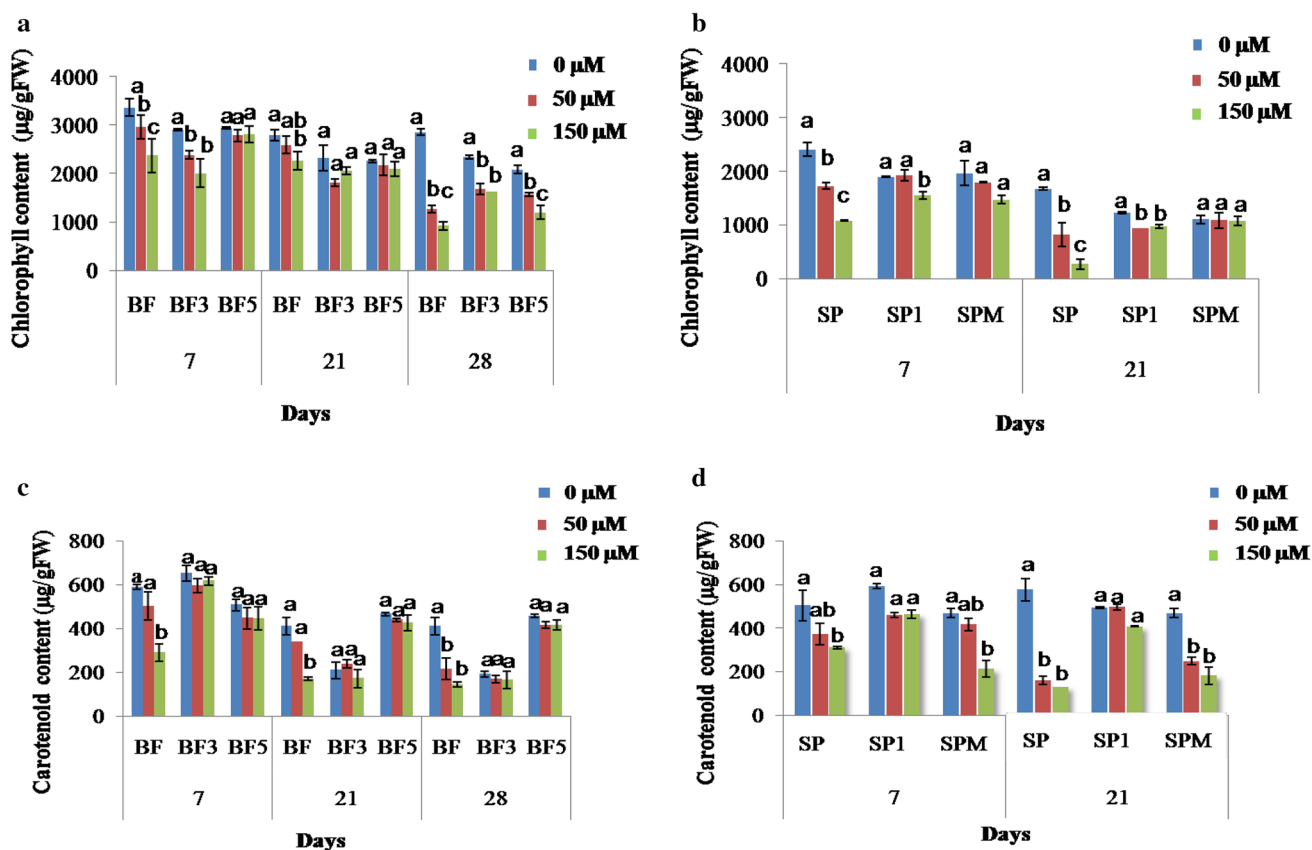 a
Chlorophyll content (µg/gFW)
0 µM
50 µM
150 µM
4000
3000
2000
1000
0
a b c a b b a a a a ab b a a a a a a a b c a b b a b c
BF BF3 BF5 BF BF3 BF5 BF BF3 BF5
7 21 28
Days
b
Chlorophyll content (µg/gFW)
0 µM
50 µM
150 µM
4000
3000
2000
1000
0
a b c a a b a a a a b c a b b a a a
SP SP1 SPM SP SP1 SPM
7 21
Days
c
Carotenoid content (µg/gFW)
0 µM
50 µM
150 µM
800
600
400
200
0
a a b a a a a a a a a b a a a a a a a b b a a a a a a
BF BF3 BF5 BF BF3 BF5 BF BF3 BF5
7 21 28
Days
d
Carotenoid content (µg/gFW)
0 µM
50 µM
150 µM
800
600
400
200
0
a ab b a a a a ab b a b b a a a a b b
SP SP1 SPM SP SP1 SPM
7 21
Days